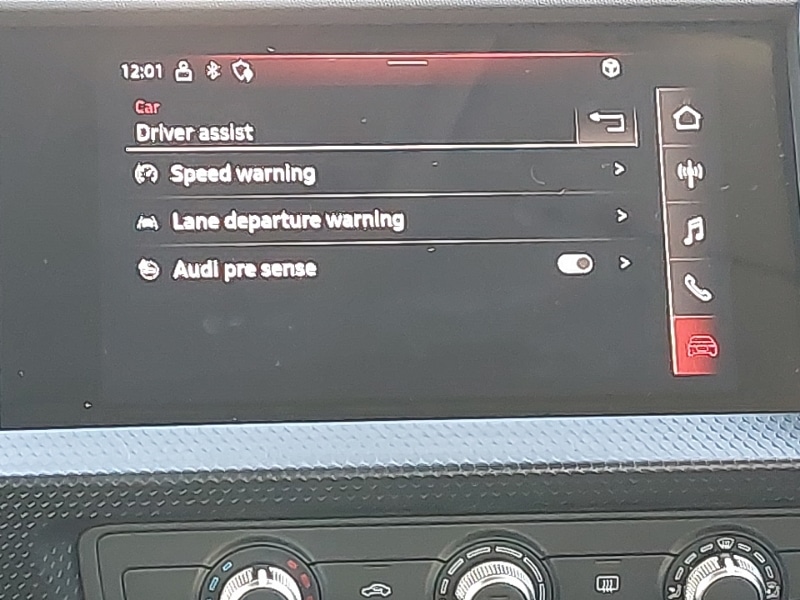 12:01
Car
Driver assist
Speed warning
Lane departure warning
Audi pre sense